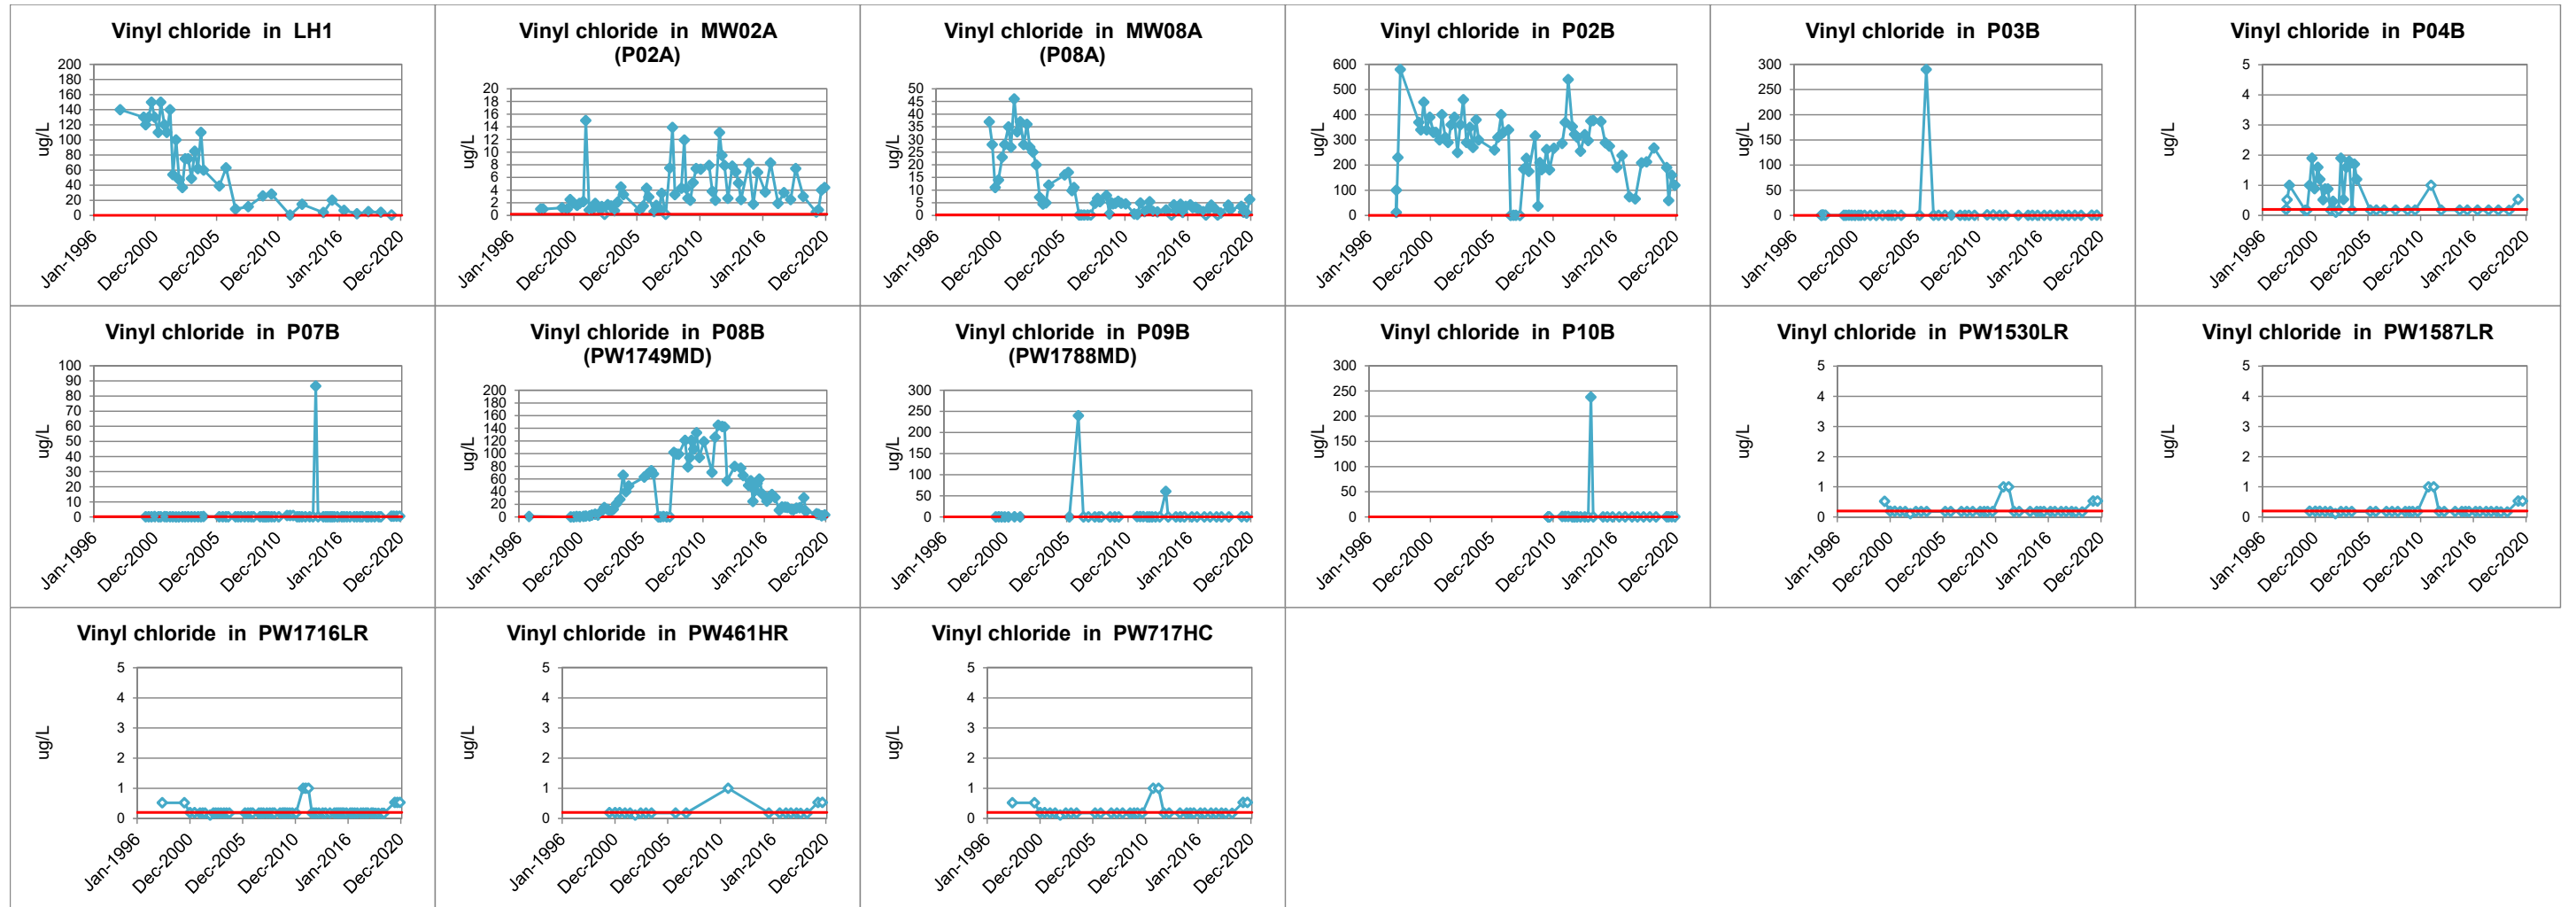 Vinyl chloride in LH1
200
180
160
140
120
100
80
60
40
20
0
ug/L
Jan-1996
Dec-2000
Dec-2005
Dec-2010
Jan-2016
Dec-2020
Vinyl chloride in MW02A
(P02A)
20
18
16
14
12
10
8
6
4
2
0
ug/L
Jan-1996
Dec-2000
Dec-2005
Dec-2010
Jan-2016
Dec-2020
Vinyl chloride in MW08A
(P08A)
50
45
40
35
30
25
20
15
10
5
0
ug/L
Jan-1996
Dec-2000
Dec-2005
Dec-2010
Jan-2016
Dec-2020
Vinyl chloride in P02B
600
500
400
300
200
100
0
ug/L
Jan-1996
Dec-2000
Dec-2005
Dec-2010
Jan-2016
Dec-2020
Vinyl chloride in P03B
300
250
200
150
100
50
0
ug/L
Jan-1996
Dec-2000
Dec-2005
Dec-2010
Jan-2016
Dec-2020
Vinyl chloride in P04B
5
4
3
2
1
0
ug/L
Jan-1996
Dec-2000
Dec-2005
Dec-2010
Jan-2016
Dec-2020
Vinyl chloride in P07B
100
90
80
70
60
50
40
30
20
10
0
ug/L
Jan-1996
Dec-2000
Dec-2005
Dec-2010
Jan-2016
Dec-2020
Vinyl chloride in P08B
(PW1749MD)
200
180
160
140
120
100
80
60
40
20
0
ug/L
Jan-1996
Dec-2000
Dec-2005
Dec-2010
Jan-2016
Dec-2020
Vinyl chloride in P09B
(PW1788MD)
300
250
200
150
100
50
0
ug/L
Jan-1996
Dec-2000
Dec-2005
Dec-2010
Jan-2016
Dec-2020
Vinyl chloride in P10B
300
250
200
150
100
50
0
ug/L
Jan-1996
Dec-2000
Dec-2005
Dec-2010
Jan-2016
Dec-2020
Vinyl chloride in PW1530LR
5
4
3
2
1
0
ug/L
Jan-1996
Dec-2000
Dec-2005
Dec-2010
Jan-2016
Dec-2020
Vinyl chloride in PW1587LR
5
4
3
2
1
0
ug/L
Jan-1996
Dec-2000
Dec-2005
Dec-2010
Jan-2016
Dec-2020
Vinyl chloride in PW1716LR
5
4
3
2
1
0
ug/L
Jan-1996
Dec-2000
Dec-2005
Dec-2010
Jan-2016
Dec-2020
Vinyl chloride in PW461HR
5
4
3
2
1
0
ug/L
Jan-1996
Dec-2000
Dec-2005
Dec-2010
Jan-2016
Dec-2020
Vinyl chloride in PW717HC
5
4
3
2
1
0
ug/L
Jan-1996
Dec-2000
Dec-2005
Dec-2010
Jan-2016
Dec-2020